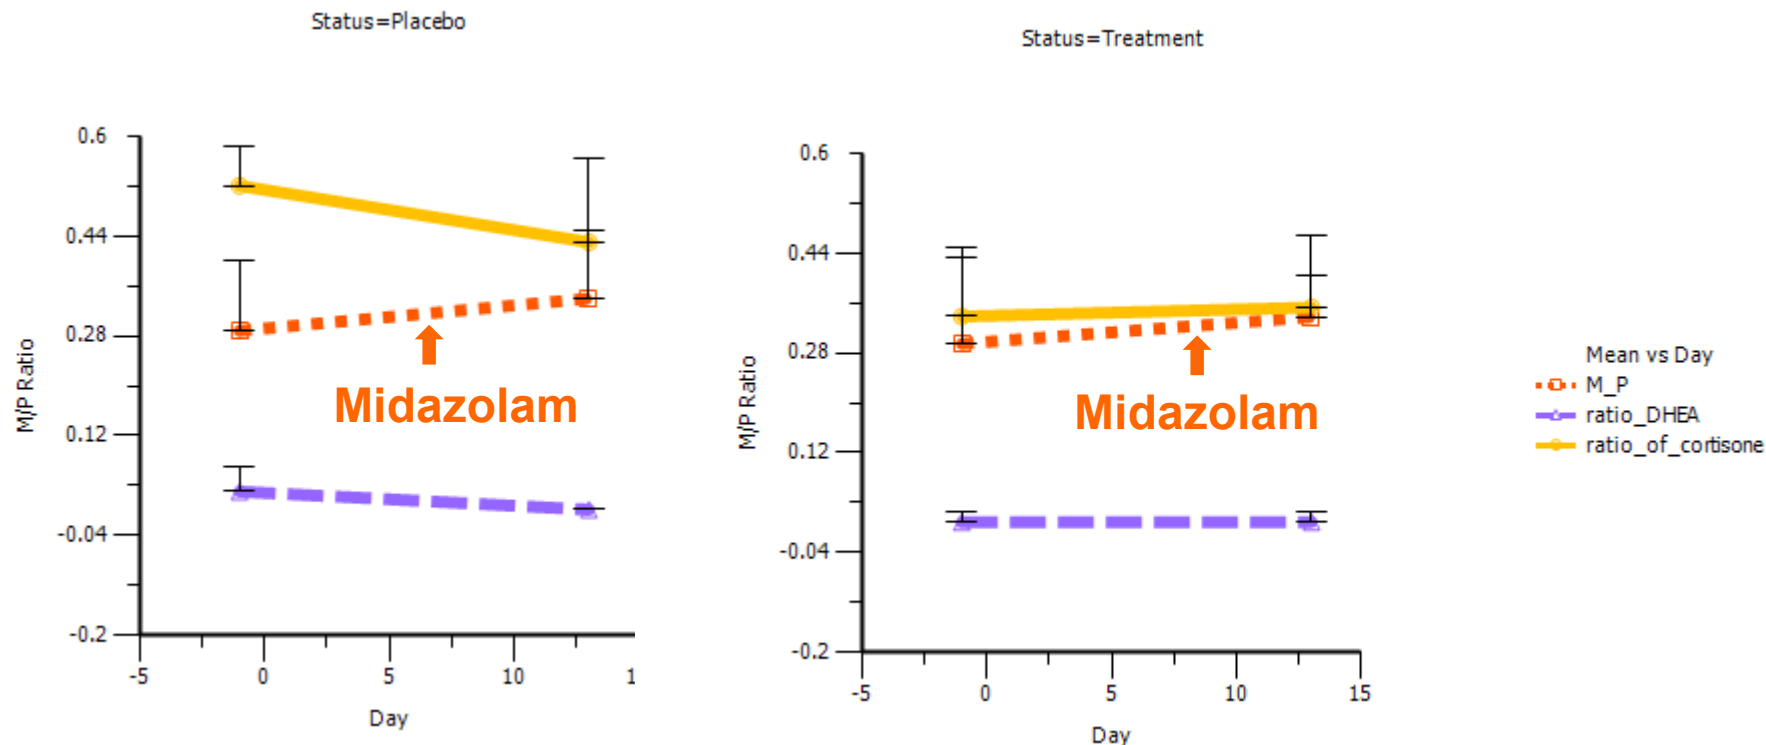 Status=Placebo
M/P Ratio
0.6
0.44
0.28
0.12
-0.04
-0.2
Midazolam
-5
0
5
10
1
Day
Status=Treatment
M/P Ratio
0.6
0.44
0.28
0.12
-0.04
-0.2
Midazolam
-5
0
5
10
15
Day
Mean vs Day
M_P
ratio_DHEA
ratio_of_cortisone